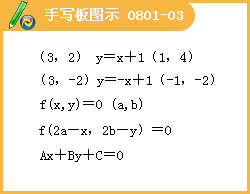 手写板图示 0801-03
(3，2) y＝x＋1 (1，4)
(3，-2) y＝-x＋1 (-1，-2)
f(x,y)＝0 (a,b)
f(2a－x，2b－y) ＝0
Ax＋By＋C＝0